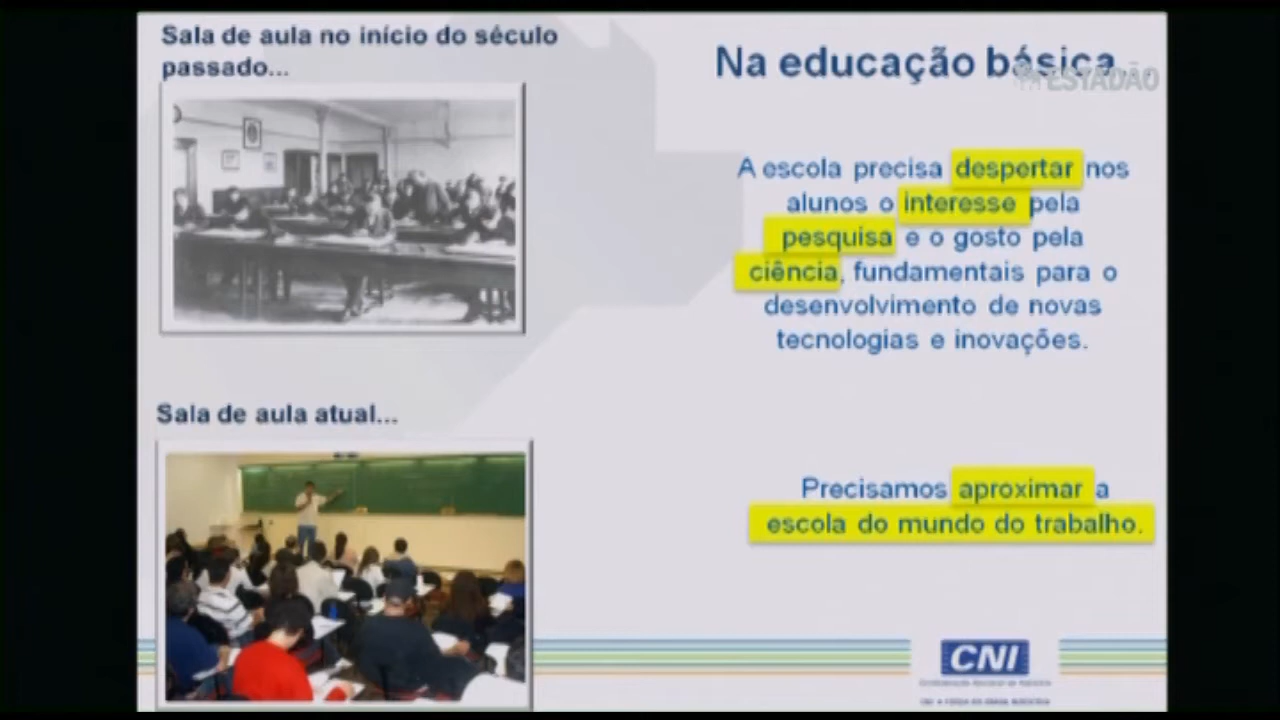 Sala de aula no início do século
passado...
Na educação básica
ESTADÃO
A escola precisa despertar nos
alunos o interesse pela
pesquisa e o gosto pela
ciência, fundamentais para o
desenvolvimento de novas
tecnologias e inovações.
Sala de aula atual...
Precisamos aproximar a
escola do mundo do trabalho.
CNI